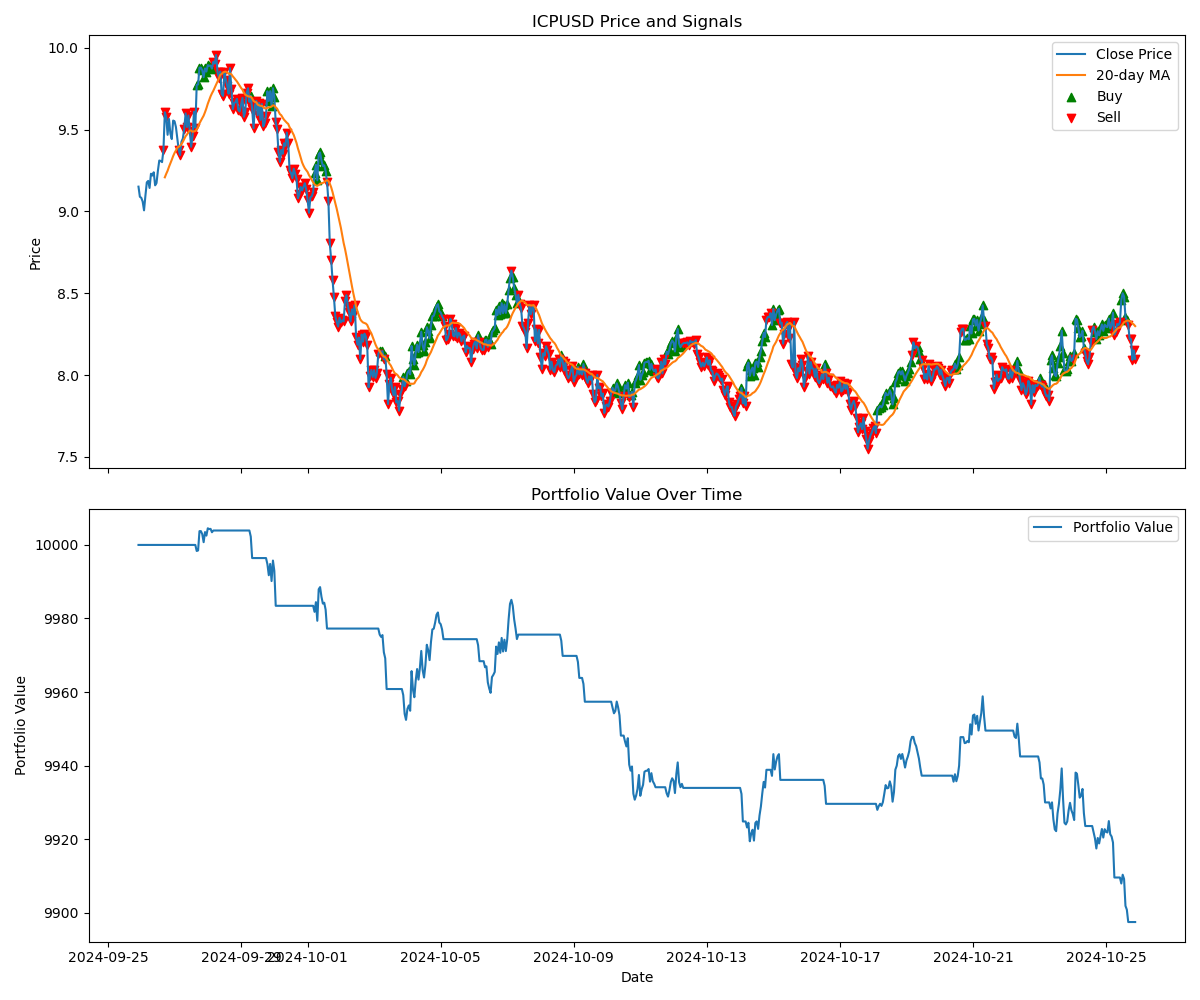 ICPUSD Price and Signals
10.0
9.5
9.0
8.5
8.0
7.5
Price
Close Price
20-day MA
Buy
Sell
Portfolio Value Over Time
10000
9980
9960
9940
9920
9900
Portfolio Value
Portfolio Value
2024-09-25
2024-09-29
2024-10-01
2024-10-05
2024-10-09
2024-10-13
2024-10-17
2024-10-21
2024-10-25
Date